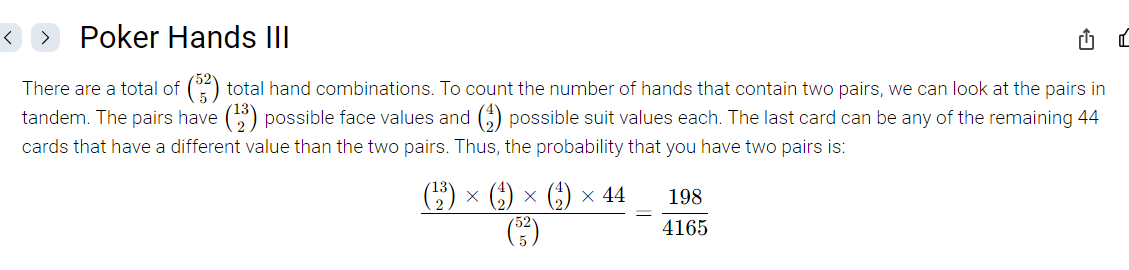 < > Poker Hands III
There are a total of \binom{52}{5} total hand combinations. To count the number of hands that contain two pairs, we can look at the pairs in
tandem. The pairs have \binom{13}{2} possible face values and \binom{4}{2} possible suit values each. The last card can be any of the remaining 44
cards that have a different value than the two pairs. Thus, the probability that you have two pairs is:
\frac{\binom{13}{2} × \binom{4}{2} × \binom{4}{2} × 44}{\binom{52}{5}} = \frac{198}{4165}